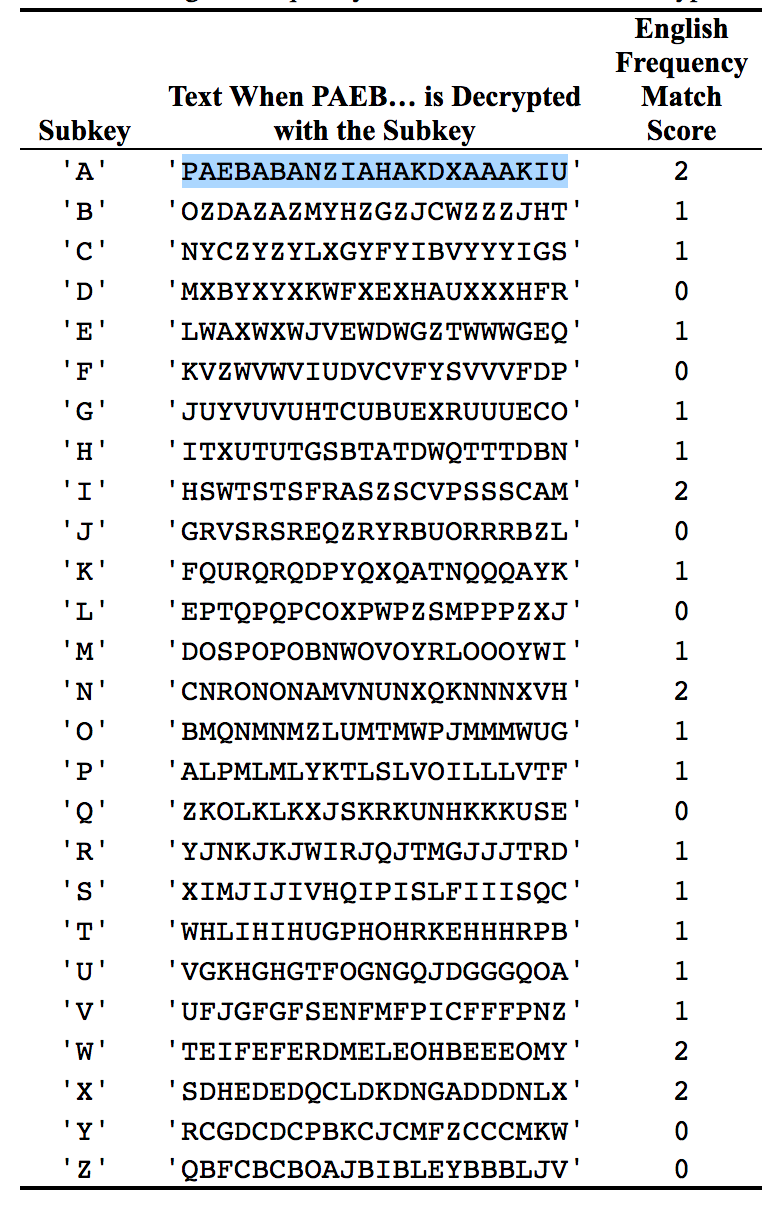 English
Frequency
Text When PAEB... is Decrypted Match
Subkey with the Subkey Score
'A' 'PAEBABANZIAHAKDXAAAKIU' 2
'B' 'OZDAZAZMYHZGZJCWZZZJHT' 1
'C' 'NYCZYZYLXGYFYIBVYYYIGS' 1
'D' 'MXBYXYXKWFXEXHAUXXXHFR' 0
'E' 'LWAXWXWJVEWDWGZTWWWGEQ' 1
'F' 'KVZWVWVIUDVCVFYSVVVFDP' 0
'G' 'JUYVUVUHTCUBUEXRUUUECO' 1
'H' 'ITXUTUTGSBTATDWQTTTDBN' 1
'I' 'HSWTSTSFRASZSCVPSSSCAM' 2
'J' 'GRVSRSREQZRYRBUORRRBZL' 0
'K' 'FQURQRQDPYQXQATNQQQAYK' 1
'L' 'EPTQPQPCOXPWPZSMPPPZXJ' 0
'M' 'DOSPOPOBNWOVOYRLOOOYWI' 1
'N' 'CNRONONAMVNUNXQKNNNXVH' 2
'O' 'BMQNMNMZLUMTMWPJMMMWUG' 1
'P' 'ALPMLMLYKTLSLVOILLLVTF' 1
'Q' 'ZKOLKLKXJSKRKUNHKKKUSE' 0
'R' 'YJNKJKJWIRJQJTMGJJJTRD' 1
'S' 'XIMJIJIVHQIPISLFIIISQC' 1
'T' 'WHLIHIHUGPHOHRKEHHHRPB' 1
'U' 'VGKHGHGTFOGNGQJDGGGQOA' 1
'V' 'UFJGFGFSENFMFPICFFFPNZ' 1
'W' 'TEIFEFERDMELEOHBEEEOMY' 2
'X' 'SDHEDEDQCLDKDNGADDDNLX' 2
'Y' 'RCGDCDCPBKCJCMFZCCCMKW' 0
'Z' 'QBFCBCBOAJBIBLEYBBBLJV' 0